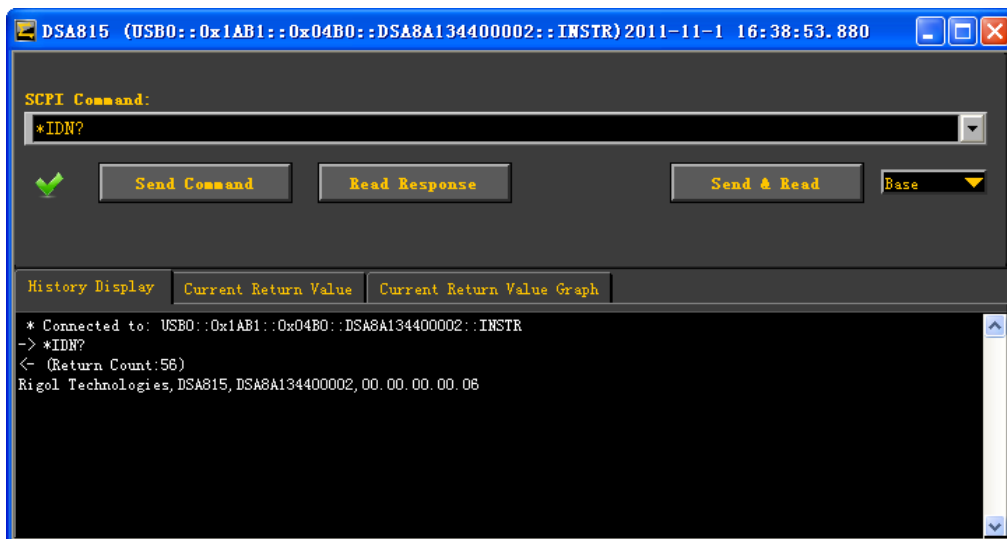 DSA815 (USB0::0x1AB1::0x04B0::DSA8A134400002::INSTR)2011-11-1 16:38:53.880
SCPI Command:
*IDN?
Send Command Read Response Send & Read Base
History Display Current Return Value Current Return Value Graph
* Connected to: USB0::0x1AB1::0x04B0::DSA8A134400002::INSTR
-> *IDN?
<- (Return Count:56)
Rigol Technologies,DSA815,DSA8A134400002,00.00.00.00.06